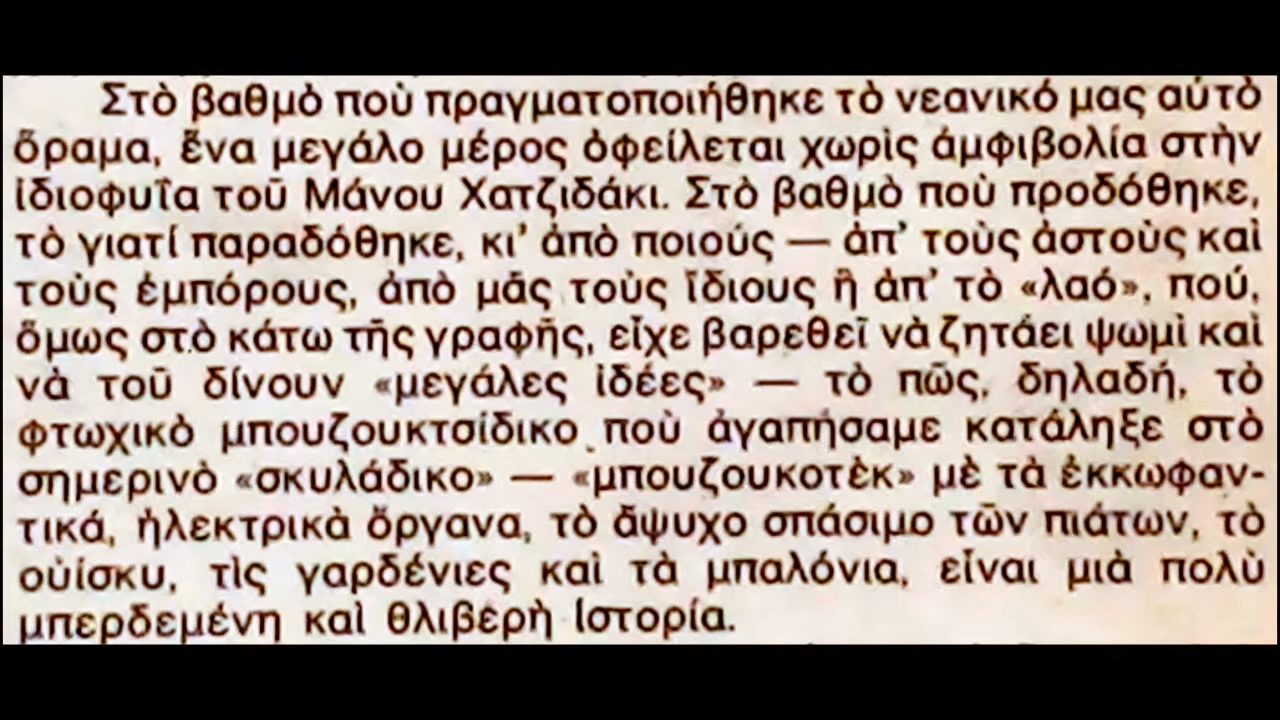 Στὸ βαθμὸ ποὺ πραγματοποιήθηκε τὸ νεανικό μας αὐτὸ
ὅραμα, ἕνα μεγάλο μέρος ὀφείλεται χωρὶς ἀμφιβολία στὴν
ἰδιοφυΐα τοῦ Μάνου Χατζιδάκι. Στὸ βαθμὸ ποὺ προδόθηκε,
τὸ γιατί παραδόθηκε, κι' ἀπὸ ποιούς — ἀπ' τοὺς ἀστοὺς καὶ
τοὺς ἐμπόρους, ἀπὸ μᾶς τοὺς ἴδιους ἢ ἀπ' τὸ «λαό», πού,
ὅμως στὸ κάτω τῆς γραφῆς, εἶχε βαρεθεῖ νὰ ζητάει ψωμὶ καὶ
νὰ τοῦ δίνουν «μεγάλες ἰδέες» — τὸ πῶς, δηλαδή, τὸ
φτωχικὸ μπουζουκτσίδικο ποὺ ἀγαπήσαμε κατάληξε στὸ
σημερινὸ «σκυλάδικο» — «μπουζουκοτὲκ» μὲ τὰ ἐκκωφαν-
τικά, ἠλεκτρικὰ ὄργανα, τὸ ἄψυχο σπάσιμο τῶν πιάτων, τὸ
οὐίσκυ, τὶς γαρδένιες καὶ τὰ μπαλόνια, εἶναι μιὰ πολὺ
μπερδεμένη καὶ θλιβερὴ ἱστορία.